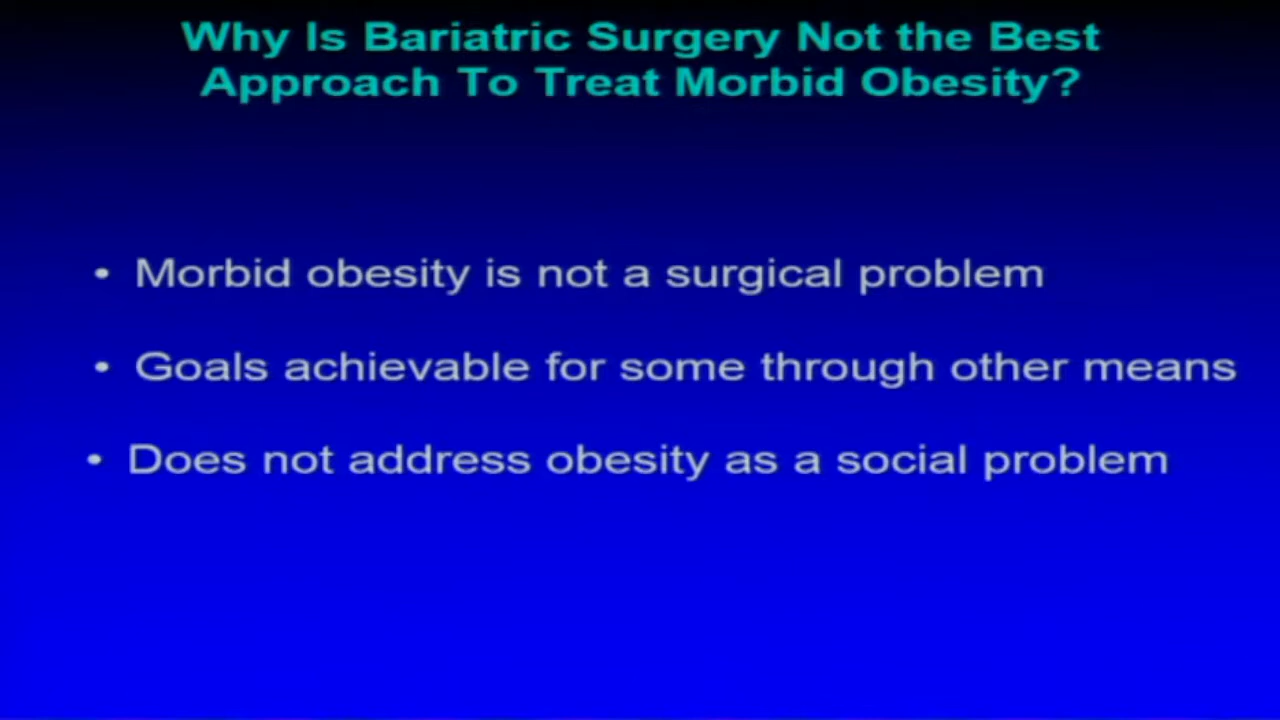 Why Is Bariatric Surgery Not the Best
Approach To Treat Morbid Obesity?
• Morbid obesity is not a surgical problem
• Goals achievable for some through other means
• Does not address obesity as a social problem